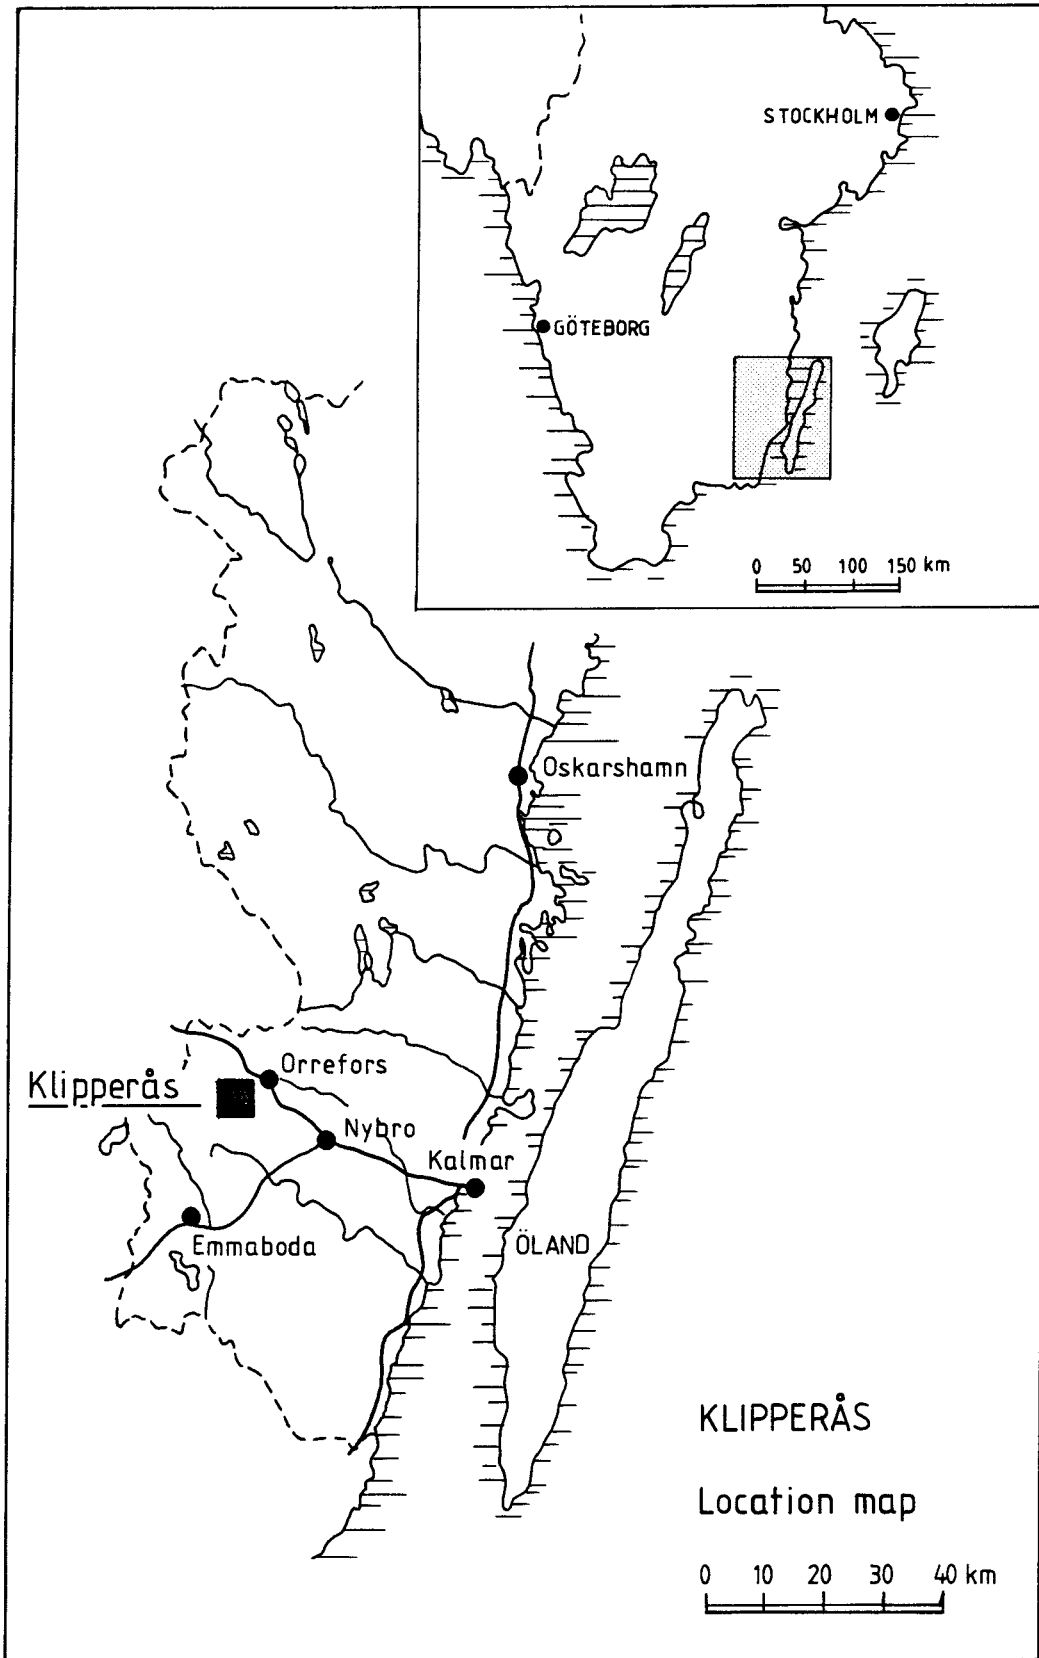 STOCKHOLM
GÖTEBORG
0 50 100 150 km
Oskarshamn
Orrefors
Klipperås
Nybro
Kalmar
ÖLAND
Emmaboda
KLIPPERÅS
Location map
0 10 20 30 40 km